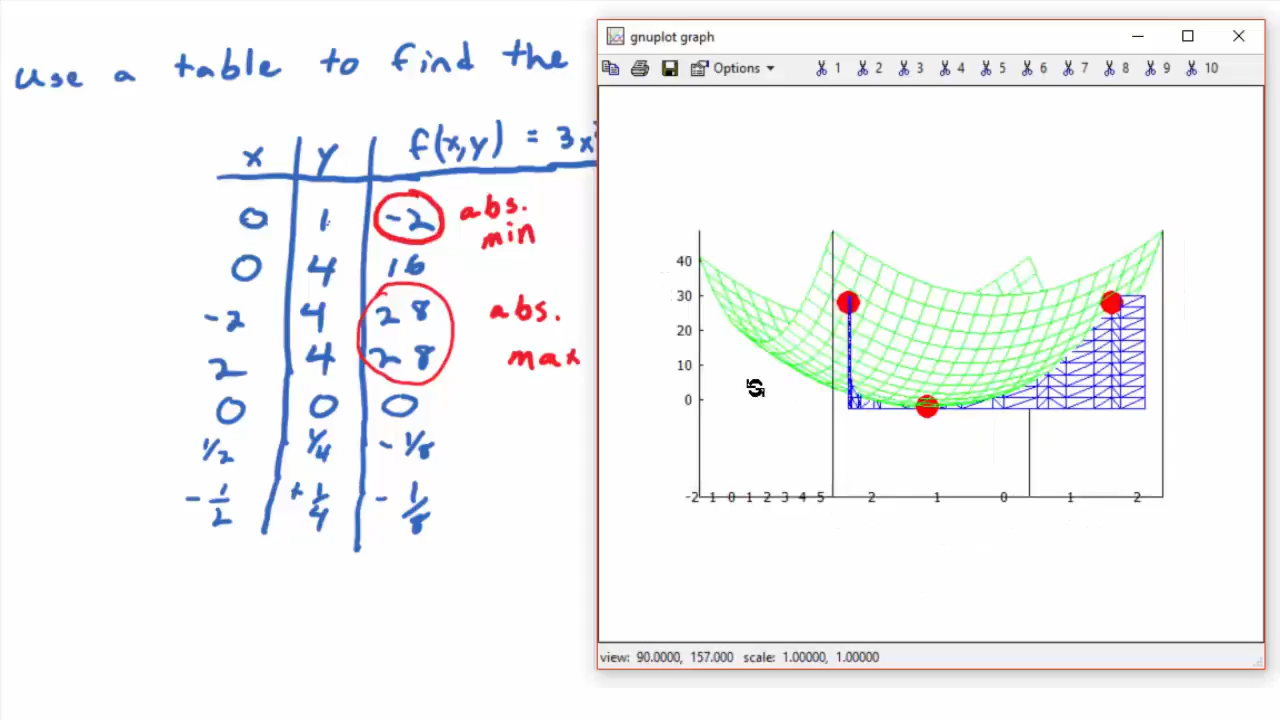 use a table to find the
x y f(x,y) = 3x²
0 1 -2 abs. min
0 4 16
-2 4 28 abs.
2 4 28 max
0 0 0
1/2 1/4 -1/8
-1/2 +1/4 -1/8
gnuplot graph
Options 1 2 3 4 5 6 7 8 9 10
40
30
20
10
0
-2 1 0 1 2 3 4 5 2 1 0 1 2
view: 90.0000, 157.000 scale: 1.00000, 1.00000